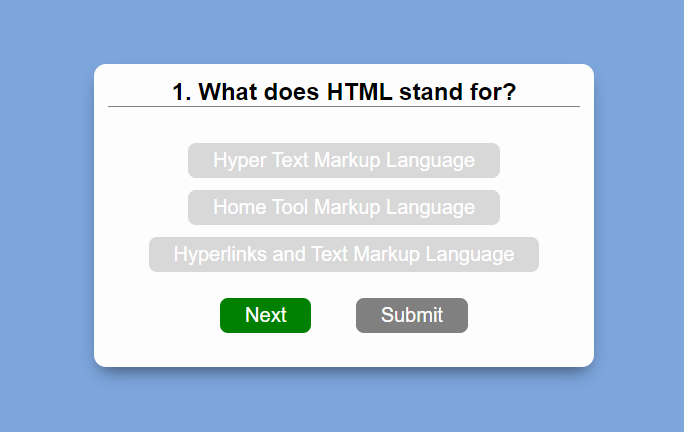 1. What does HTML stand for?
Hyper Text Markup Language
Home Tool Markup Language
Hyperlinks and Text Markup Language
Next Submit